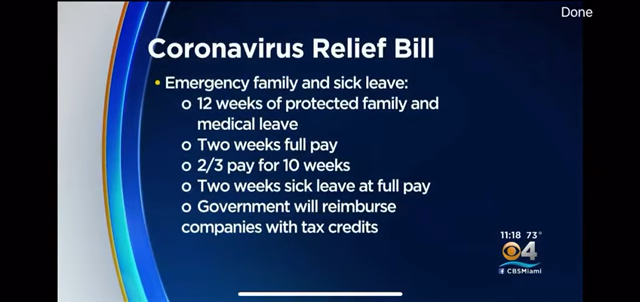 Done
Coronavirus Relief Bill
• Emergency family and sick leave:
o 12 weeks of protected family and
medical leave
o Two weeks full pay
o 2/3 pay for 10 weeks
o Two weeks sick leave at full pay
o Government will reimburse
companies with tax credits
11:18 73°
4
f CBSMiami